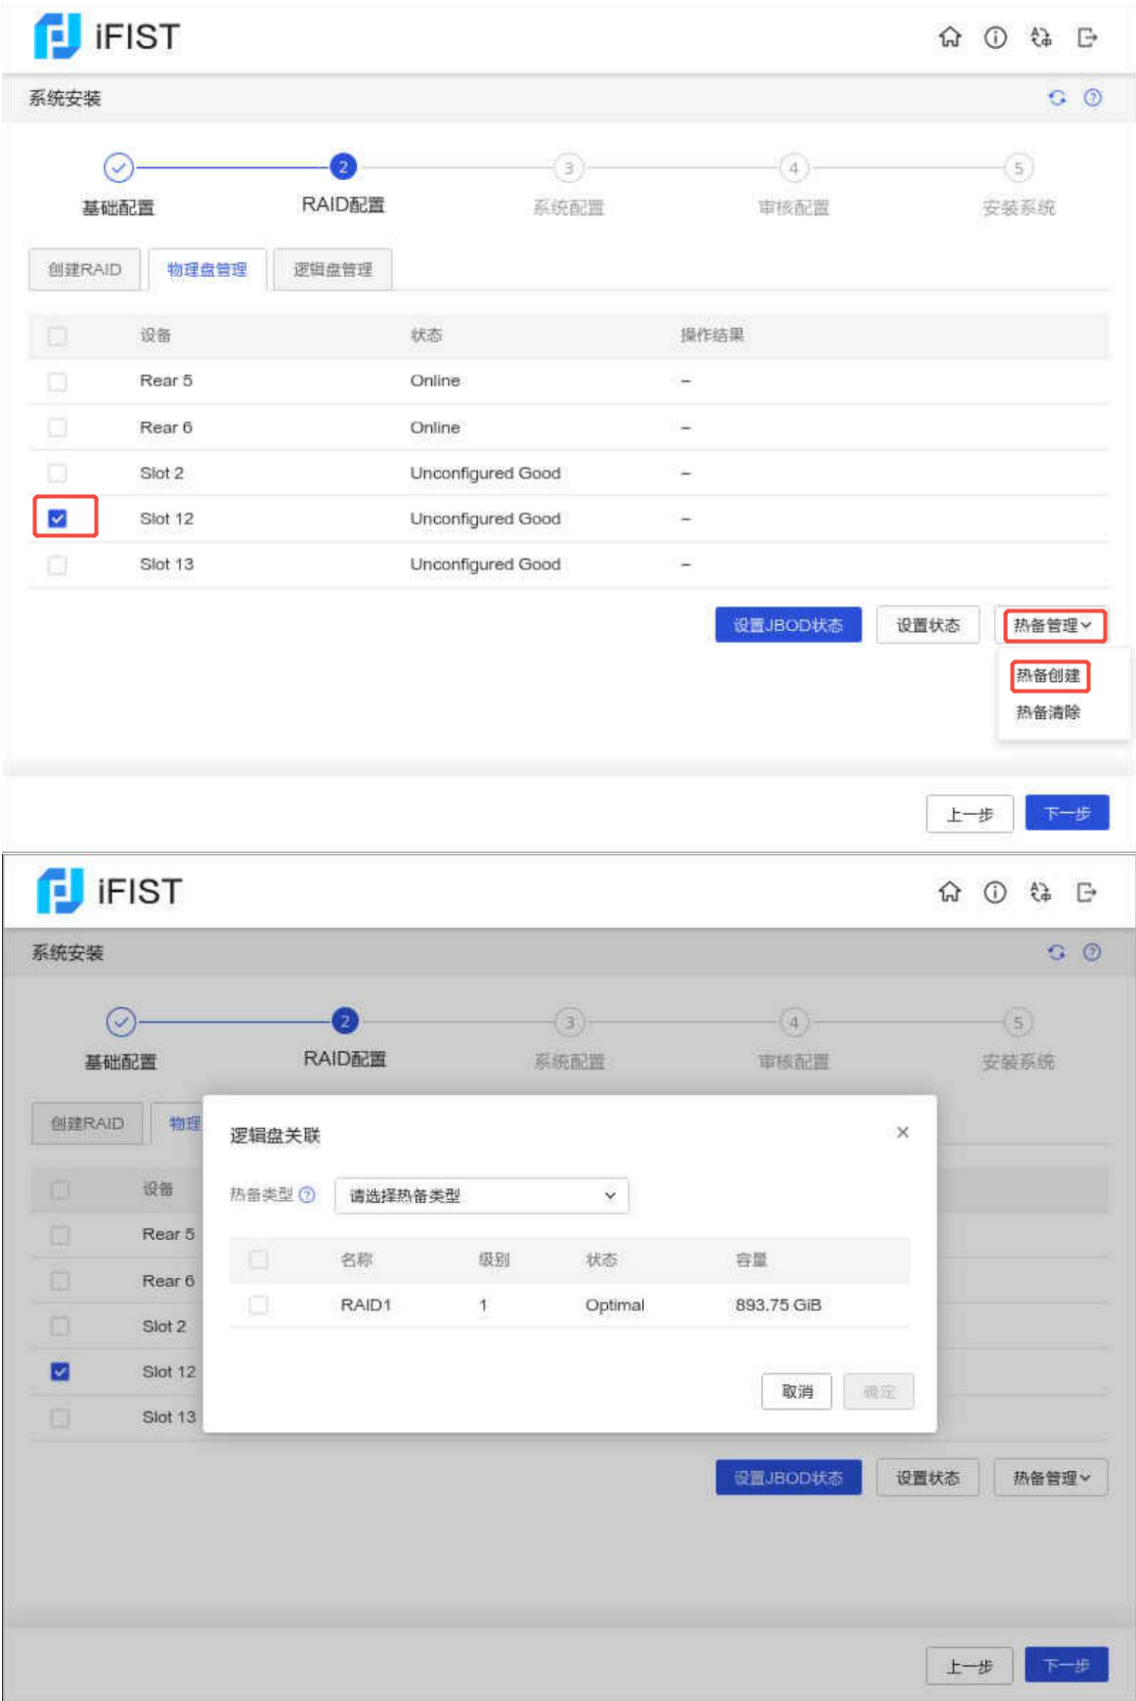 iFIST
系统安装
2 3 4 5
基础配置 RAID配置 系统配置 审核配置 安装系统
创建RAID 物理盘管理 逻辑盘管理
设备 状态 操作结果
Rear 5 Online –
Rear 6 Online –
Slot 2 Unconfigured Good –
Slot 12 Unconfigured Good –
Slot 13 Unconfigured Good –
设置JBOD状态 设置状态 热备管理
热备创建
热备清除
上一步 下一步
iFIST
系统安装
2 3 4 5
基础配置 RAID配置 系统配置 审核配置 安装系统
创建RAID 物理
逻辑盘关联
设备
热备类型 请选择热备类型
Rear 5
名称 级别 状态 容量
Rear 6
RAID1 1 Optimal 893.75 GiB
Slot 2
Slot 12
取消 确定
Slot 13
设置JBOD状态 设置状态 热备管理
上一步 下一步